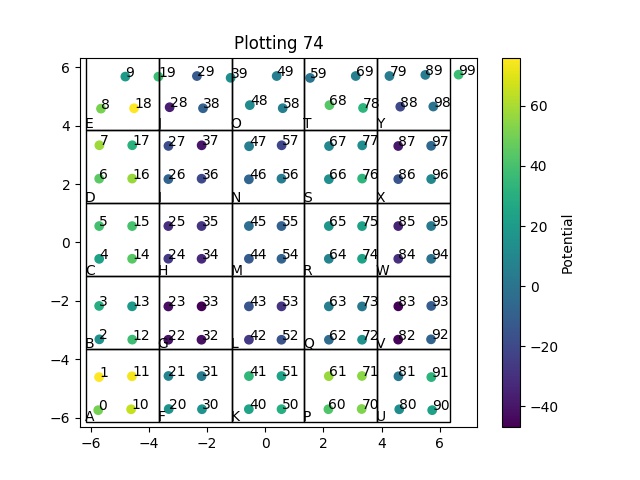 Plotting 74
6 9 19 29 39 49 59 69 79 89 99
8 18 28 38 48 58 68 78 88 98
4 E J O T Y
7 17 27 37 47 57 67 77 87 97
6 16 26 36 46 56 66 76 86 96
2 D I N S X
5 15 25 35 45 55 65 75 85 95
0
4 14 24 34 44 54 64 74 84 94
C H M R W
−2
3 13 23 33 43 53 63 73 83 93
2 12 22 32 42 52 62 72 82 92
B G L Q V
−4
1 11 21 31 41 51 61 71 81 91
0 10 20 30 40 50 60 70 80 90
−6 A F K P U
−6 −4 −2 0 2 4 6
60
40
20
0
−20
−40
Potential